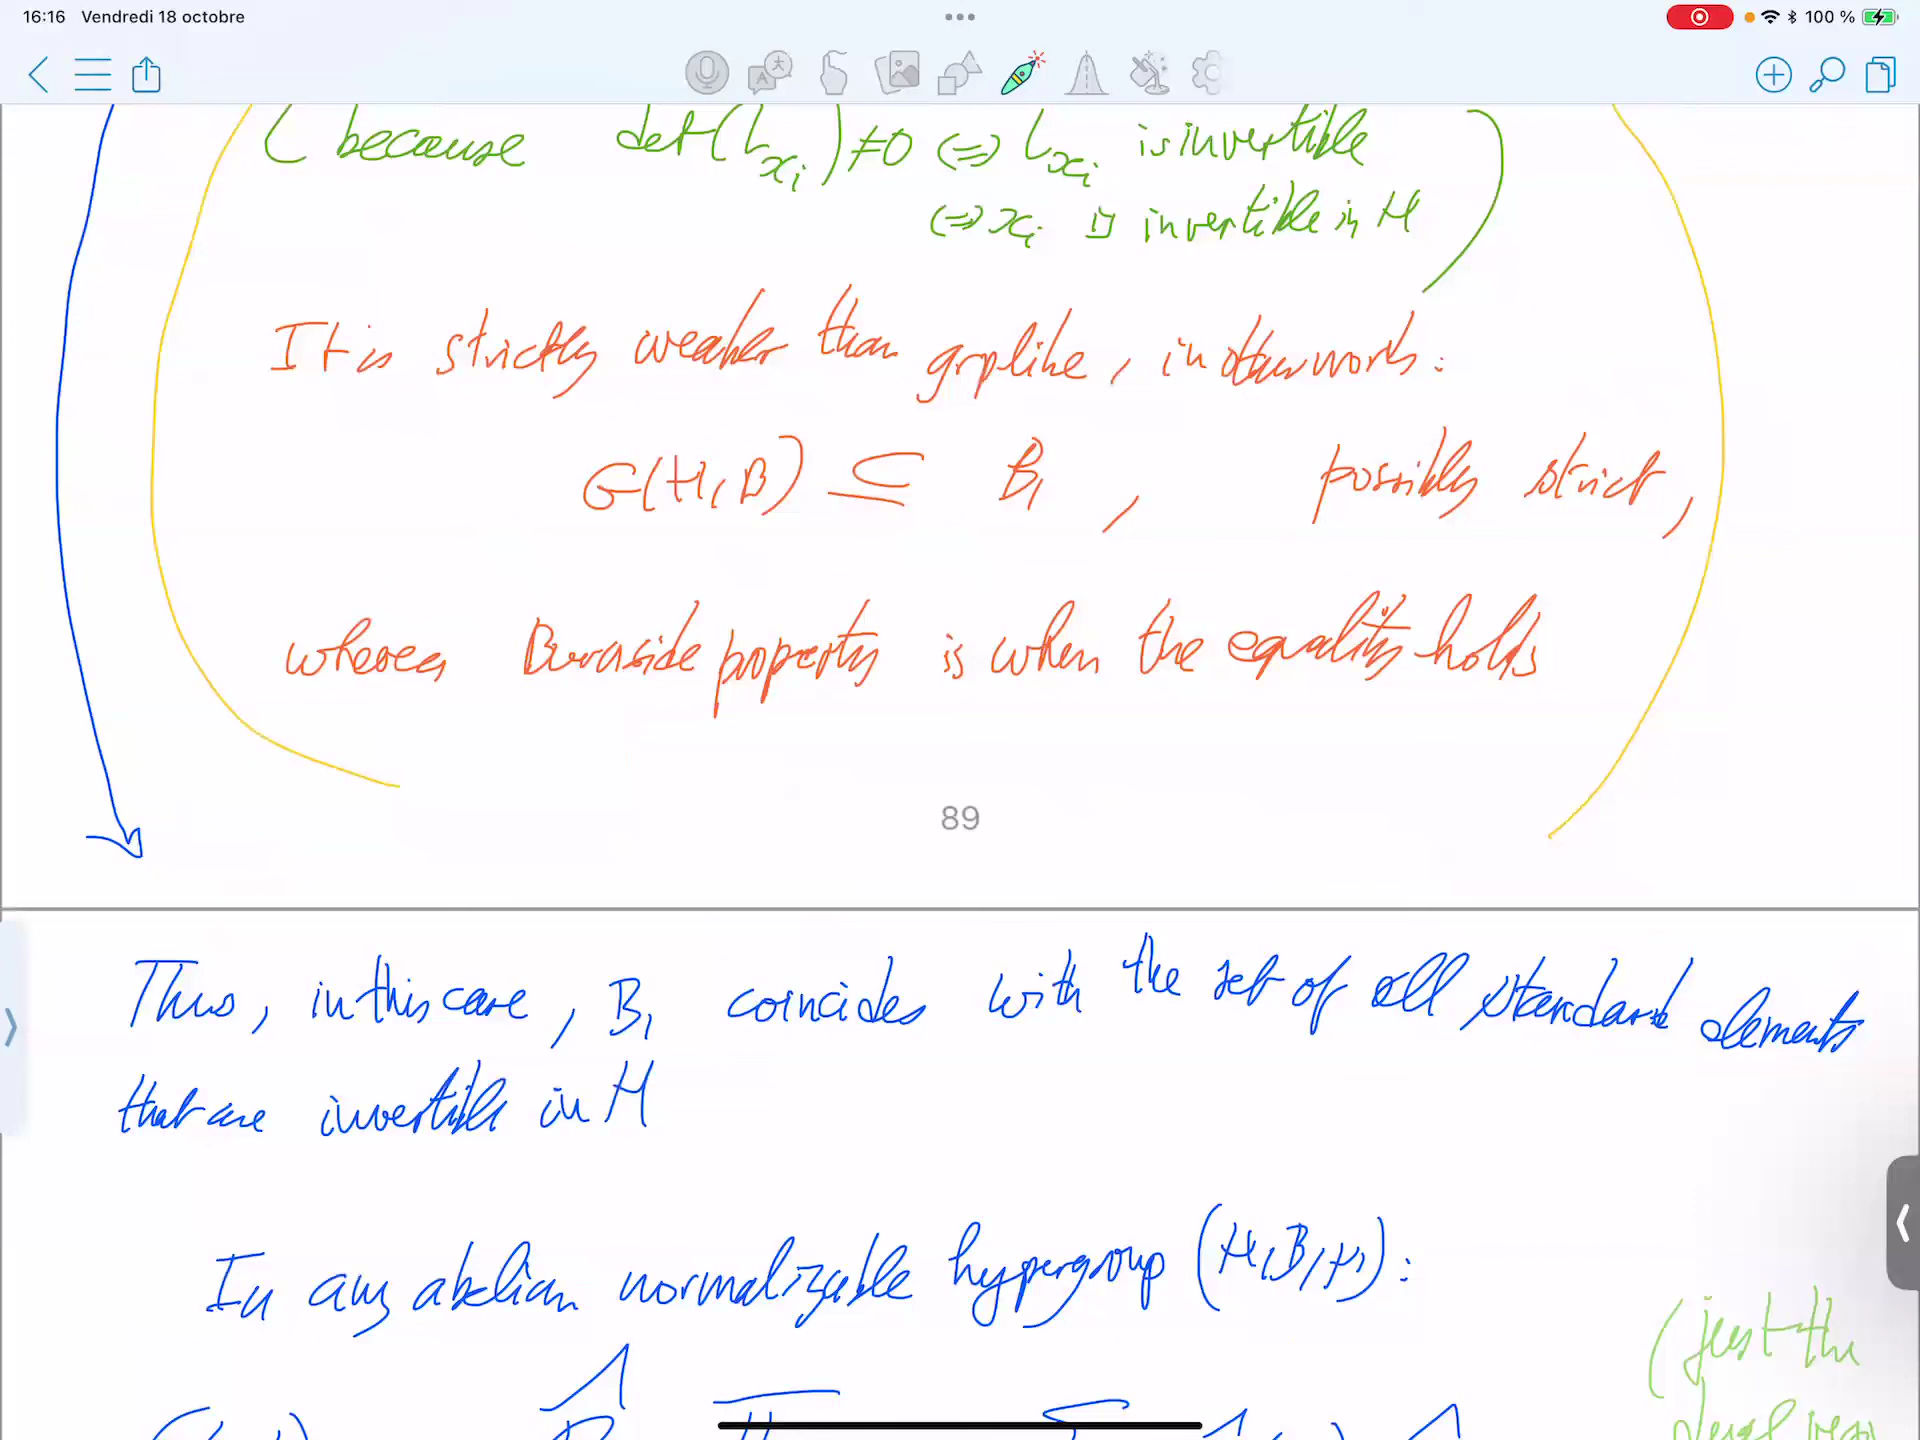 16:16 Vendredi 18 octobre
100 %
( because det(L_{x_i}) ≠ 0 <=> L_{x_i} is invertible
<=> x_i is invertible in H )
It is strictly weaker than grplike, in other words:
G(H,B) ⊆ B_1 , possibly strict,
whereas Burnside property is when the equality holds
89
Thus, in this case, B_1 coincides with the set of all standard elements
that are invertible in H
In any abelian normalizable hypergroup (H,B,μ):
(just the